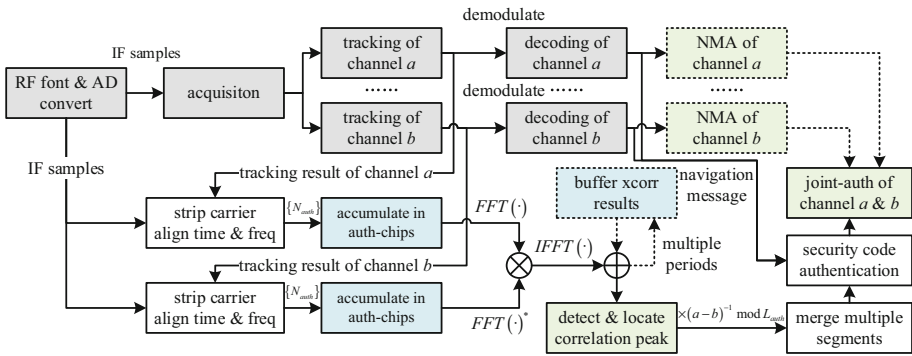 demodulate
IF samples
tracking of
channel a
decoding of
channel a
NMA of
channel a
RF font & AD
convert
acquisiton
......
demodulate
......
......
tracking of
channel b
decoding of
channel b
NMA of
channel b
IF samples
tracking result of channel a
buffer xcorr
results
navigation
message
joint-auth of
channel a & b
strip carrier
align time & freq
{N_auth}
accumulate in
auth-chips
FFT(·)
IFFT(·)
multiple
periods
security code
authentication
tracking result of channel b
strip carrier
align time & freq
{N_auth}
accumulate in
auth-chips
FFT(·)*
detect & locate
correlation peak
×(a−b)⁻¹ mod L_auth
merge multiple
segments